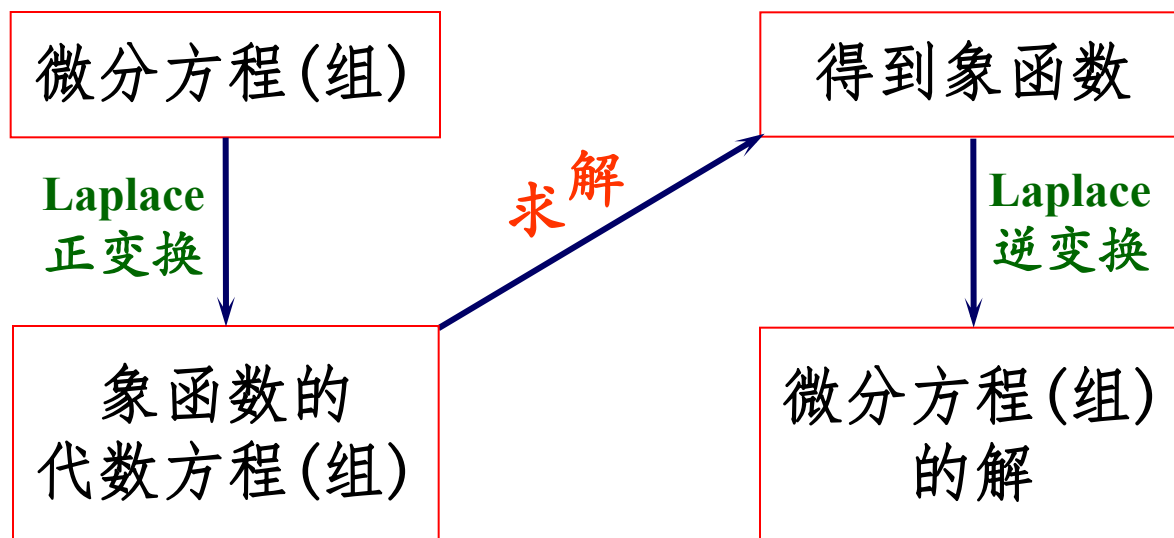 微分方程(组)
Laplace
正变换
象函数的
代数方程(组)
求解
得到象函数
Laplace
逆变换
微分方程(组)
的解